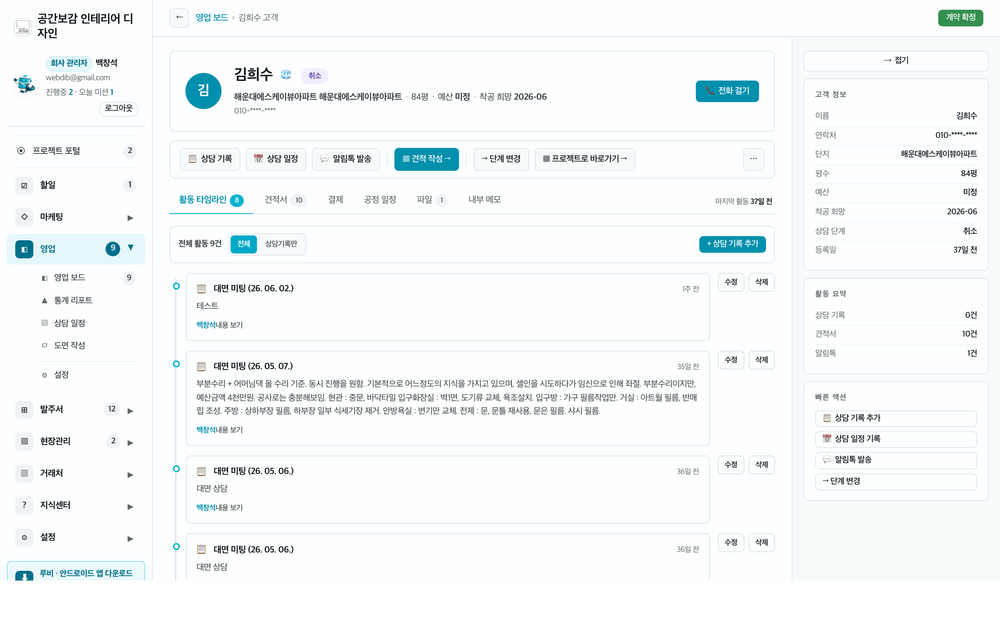 공간보감 인테리어 디
자인
공간보감
회사 관리자 백창석
webdib@gmail.com
진행중 2 · 오늘 미션 1
로그아웃
프로젝트 포털 2
할일 1
마케팅 ▶
영업 9 ▼
영업 보드 9
통계 리포트
상담 일정
도면 작성
설정
발주서 12 ▶
현장관리 2 ▶
거래처 ▶
? 지식센터 ▶
설정 ▶
루비 · 안드로이드 앱 다운로드
← 영업 보드 › 김희수 고객
계약 확정
김
김희수 취소
해운대에스케이뷰아파트 해운대에스케이뷰아파트 · 84평 · 예산 미정 · 착공 희망 2026-06
010-****-****
전화 걸기
상담 기록
17 상담 일정
알림톡 발송
견적 작성 →
→ 단계 변경
프로젝트로 바로가기 →
...
활동 타임라인 8
견적서 10
결제
공정 일정
파일 1
내부 메모
마지막 활동 37일 전
전체 활동 9건
전체
상담기록만
+ 상담 기록 추가
대면 미팅 (26. 06. 02.) 1주 전
수정 삭제
테스트
백창석내용 보기
대면 미팅 (26. 05. 07.) 35일 전
수정 삭제
부분수리 + 어머님댁 올 수리 기준. 동시 진행을 원함. 기본적으로 어느정도의 지식을 가지고 있으며, 셀인을 시도하다가 임신으로 인해 좌절. 부분수리이지만,
예산금액 4천만원. 공사로는 충분해보임. 현관 : 중문, 바닥타일 입구화장실 : 벽1면, 도기류 교체, 욕조설치. 입구방 : 가구 필름작업만. 거실 : 아트월 필름, 반매
립 조성. 주방 : 상하부장 필름, 하부장 일부 식세기장 제거. 안방욕실 : 변기만 교체. 전제 : 문, 문틀 재사용, 문은 필름. 샤시 필름.
백창석내용 보기
대면 미팅 (26. 05. 06.) 36일 전
수정 삭제
대면 상담
백창석내용 보기
대면 미팅 (26. 05. 06.) 36일 전
수정 삭제
대면 상담
→ 접기
고객 정보
이름 김희수
연락처 010-****-****
단지 해운대에스케이뷰아파트
평수 84평
예산 미정
착공 희망 2026-06
상담 단계 취소
등록일 37일 전
활동 요약
상담 기록 0건
견적서 10건
알림톡 1건
빠른 액션
상담 기록 추가
17 상담 일정 기록
알림톡 발송
→ 단계 변경